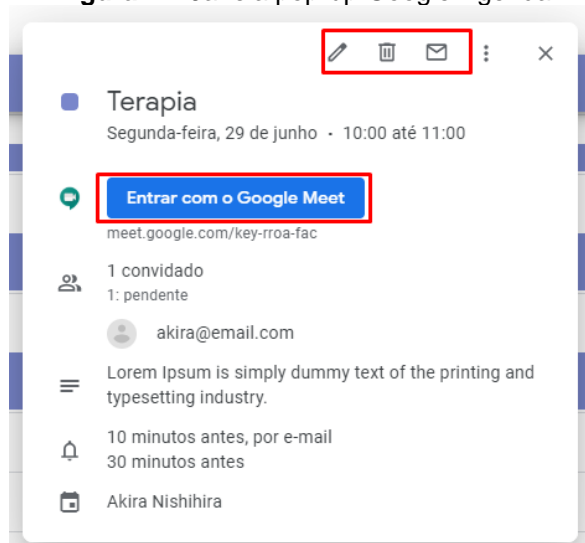 Terapia
Segunda-feira, 29 de junho • 10:00 até 11:00
Entrar com o Google Meet
meet.google.com/key-rroa-fac
1 convidado
1: pendente
akira@email.com
Lorem Ipsum is simply dummy text of the printing and
typesetting industry.
10 minutos antes, por e-mail
30 minutos antes
Akira Nishihira